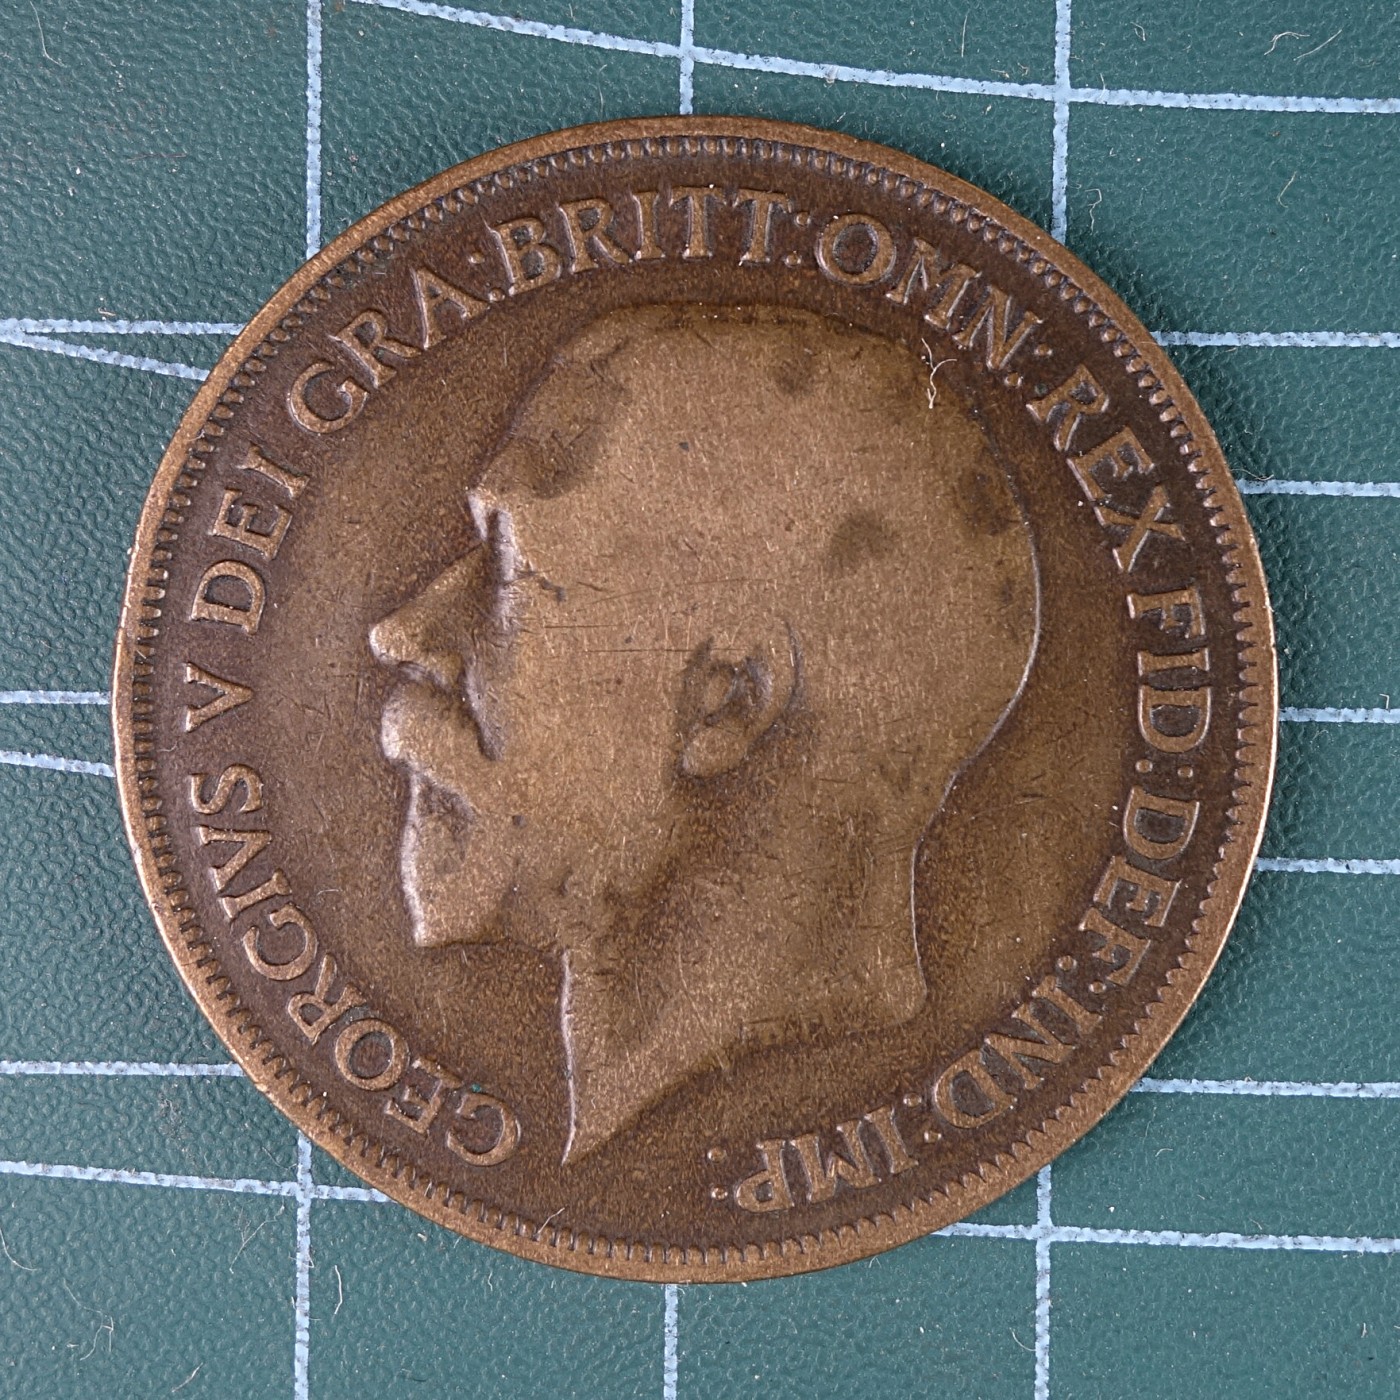 GEORGIVS V DEI GRA:BRITT:OMN:REX FID:DEF:IND:IMP: